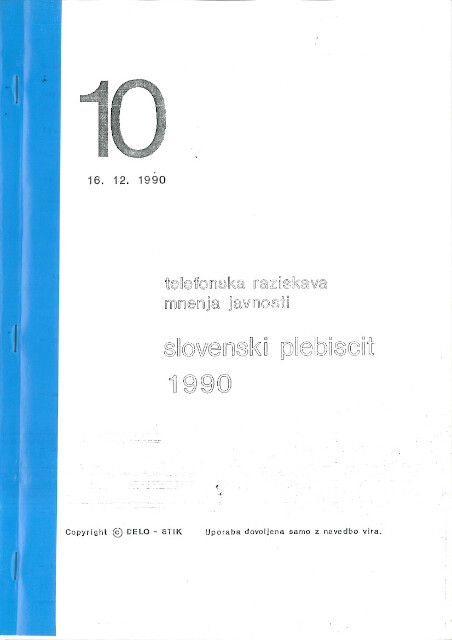 10
16. 12. 1990
telefonska raziskava
mnenja javnosti
slovenski plebiscit
1990
Copyright © DELO - STIK Uporaba dovoljena samo z navedbo vira.